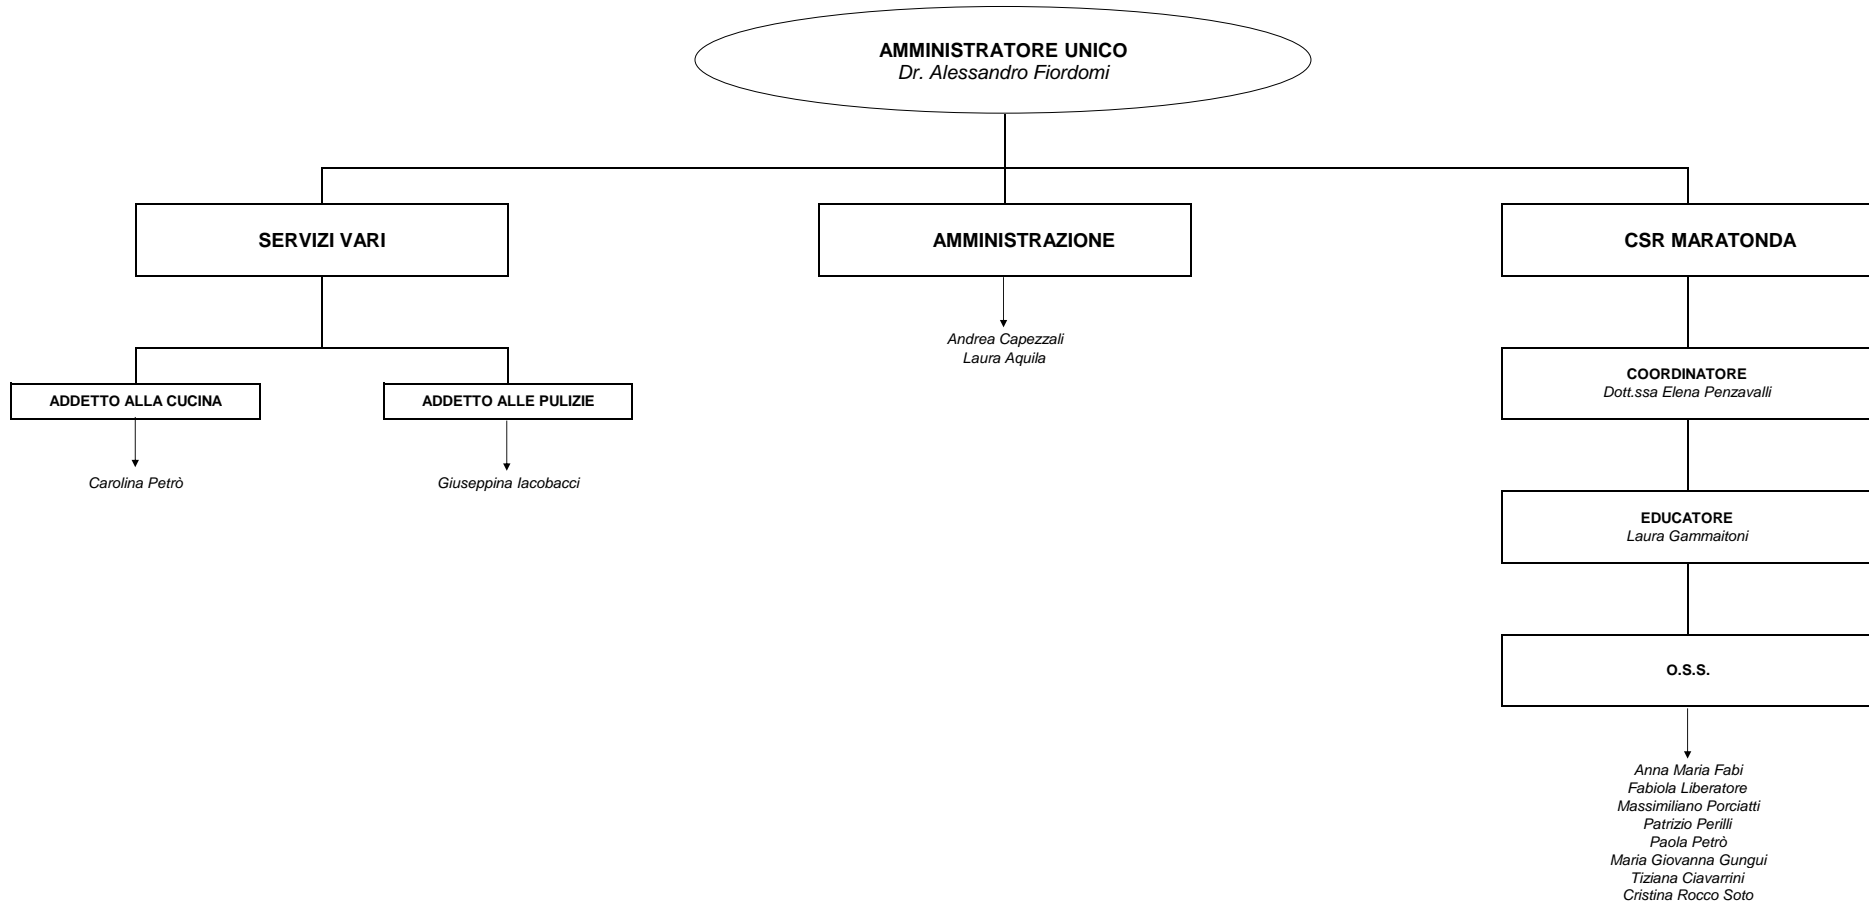 AMMINISTRATORE UNICO
Dr. Alessandro Fiordomi
SERVIZI VARI
AMMINISTRAZIONE
CSR MARATONDA
Andrea Capezzali
Laura Aquila
COORDINATORE
Dott.ssa Elena Penzavalli
ADDETTO ALLA CUCINA
ADDETTO ALLE PULIZIE
Carolina Petrò
Giuseppina Iacobacci
EDUCATORE
Laura Gammaitoni
O.S.S.
Anna Maria Fabi
Fabiola Liberatore
Massimiliano Porciatti
Patrizio Perilli
Paola Petrò
Maria Giovanna Gungui
Tiziana Ciavarrini
Cristina Rocco Soto